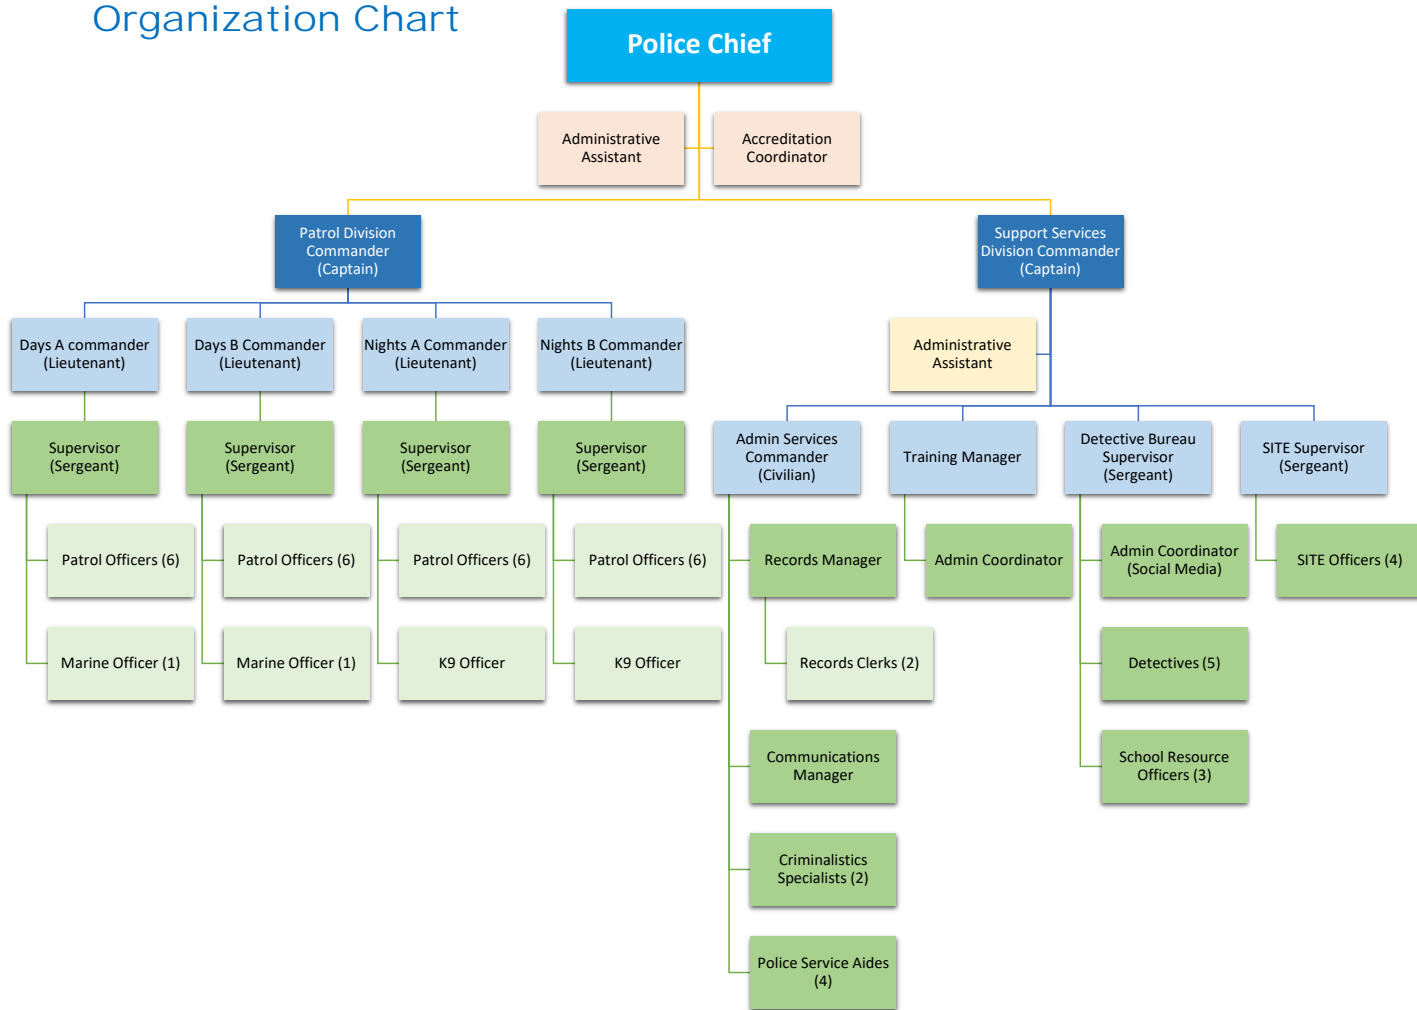 Organization Chart
Police Chief
Administrative
Assistant
Accreditation
Coordinator
Patrol Division
Commander
(Captain)
Support Services
Division Commander
(Captain)
Days A commander
(Lieutenant)
Days B Commander
(Lieutenant)
Nights A Commander
(Lieutenant)
Nights B Commander
(Lieutenant)
Administrative
Assistant
Supervisor
(Sergeant)
Supervisor
(Sergeant)
Supervisor
(Sergeant)
Supervisor
(Sergeant)
Admin Services
Commander
(Civilian)
Training Manager
Detective Bureau
Supervisor
(Sergeant)
SITE Supervisor
(Sergeant)
Patrol Officers (6)
Patrol Officers (6)
Patrol Officers (6)
Patrol Officers (6)
Records Manager
Admin Coordinator
Admin Coordinator
(Social Media)
SITE Officers (4)
Marine Officer (1)
Marine Officer (1)
K9 Officer
K9 Officer
Records Clerks (2)
Detectives (5)
Communications
Manager
School Resource
Officers (3)
Criminalistics
Specialists (2)
Police Service Aides
(4)